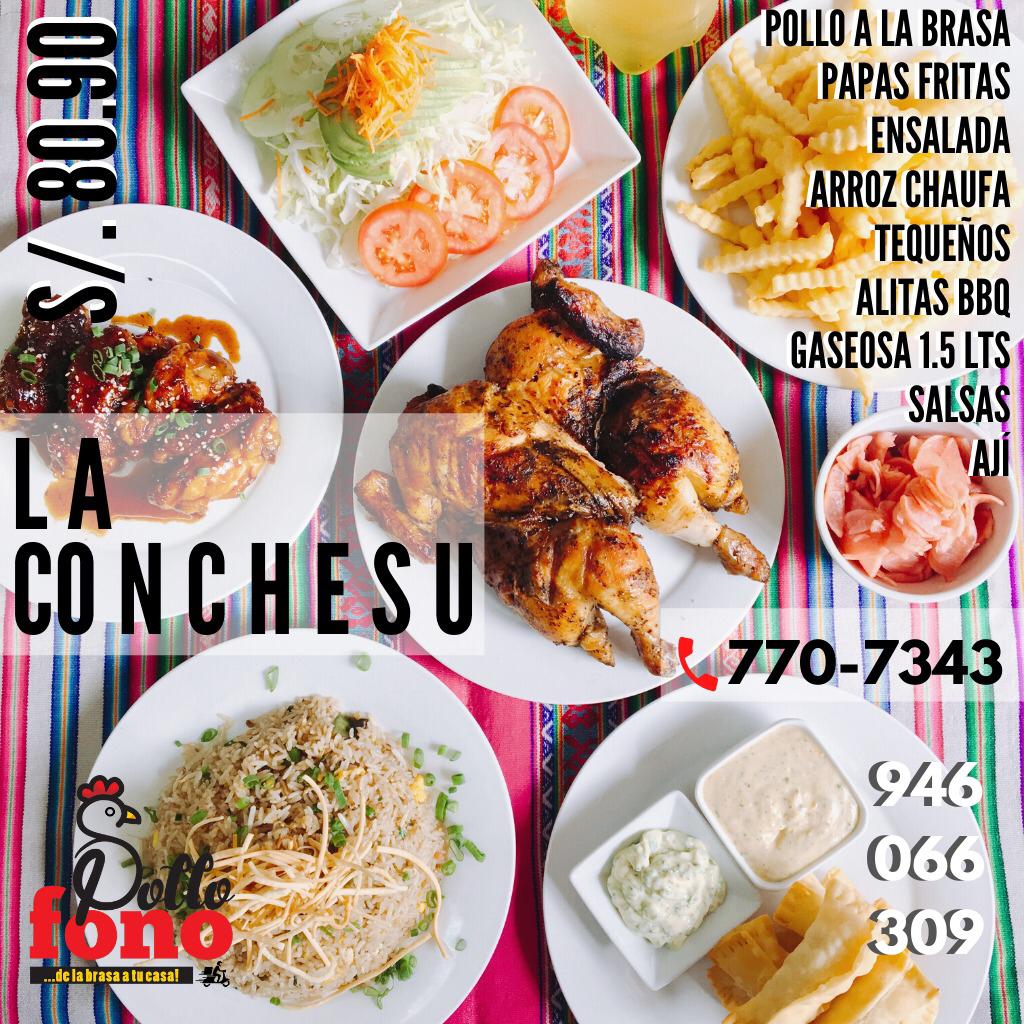 S/. 80.90
POLLO A LA BRASA
PAPAS FRITAS
ENSALADA
ARROZ CHAUFA
TEQUEÑOS
ALITAS BBQ
GASEOSA 1.5 LTS
SALSAS
AJÍ
LA
CONCHESU
770-7343
946
066
309
Pollo
fono
...de la brasa a tu casa!